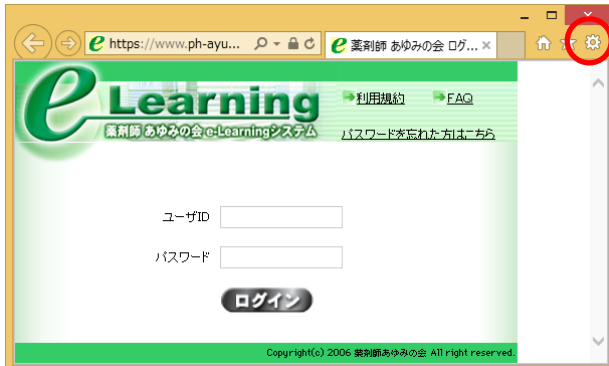 https://www.ph-ayu...
薬剤師 あゆみの会 ログ...
eLearning
薬剤師 あゆみの会 e-Learningシステム
利用規約
FAQ
パスワードを忘れた方はこちら
ユーザID
パスワード
ログイン
Copyright(c) 2006 薬剤師あゆみの会 All right reserved.